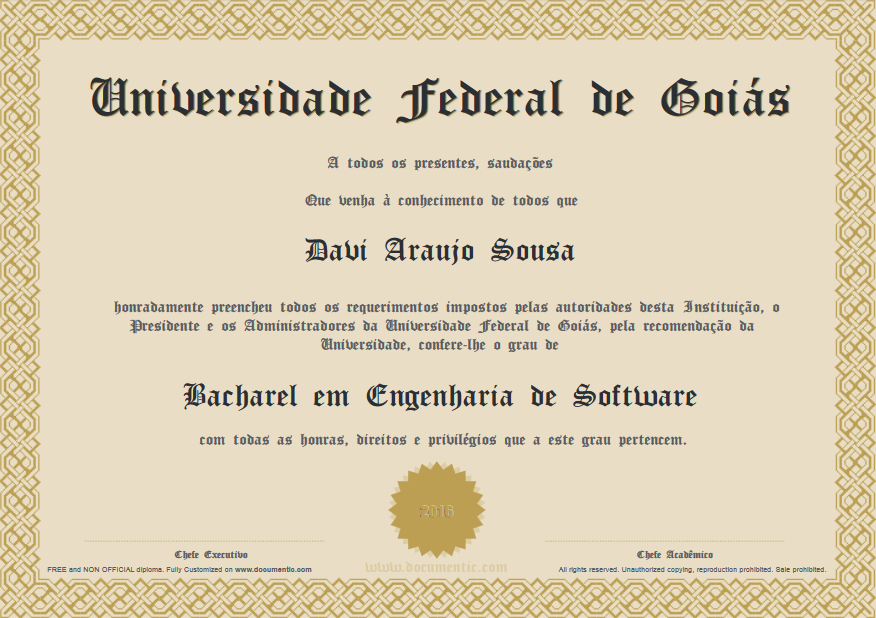 Universidade Federal de Goiás
A todos os presentes, saudações
Que venha à conhecimento de todos que
Davi Araujo Sousa
honradamente preencheu todos os requerimentos impostos pelas autoridades desta Instituição, o
Presidente e os Administradores da Universidade Federal de Goiás, pela recomendação da
Universidade, confere-lhe o grau de
Bacharel em Engenharia de Software
com todas as honras, direitos e privilégios que a este grau pertencem.
2018
Chefe Executivo
Chefe Acadêmico
FREE and NON OFFICIAL diploma. Fully Customized on www.documentic.com
www.documentic.com
All rights reserved. Unauthorized copying, reproduction prohibited. Sale prohibited.